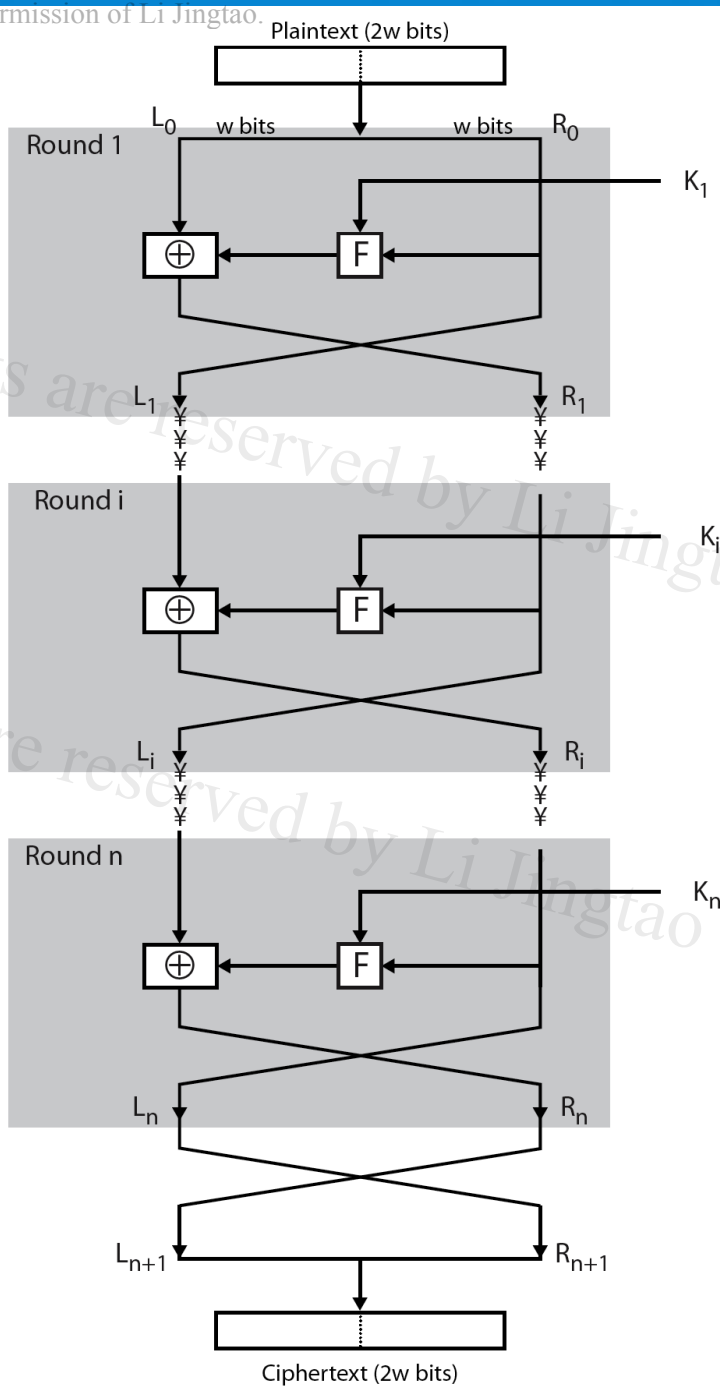 rmission of Li Jingtao.
Plaintext (2w bits)
L0 w bits w bits R0
Round 1
K1
⊕ F
L1 R1
¥ ¥
¥ ¥
¥ ¥
s are reserved by Li Jingt
Round i
Ki
⊕ F
Li Ri
¥ ¥
¥ ¥
¥ ¥
re reserved by Li Jingtao
Round n
Kn
⊕ F
Ln Rn
Ln+1 Rn+1
Ciphertext (2w bits)